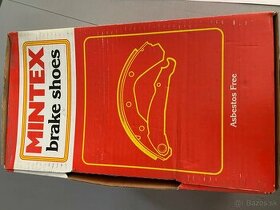 MINTEX
brake shoes
Asbestos Free
Bazos.sk